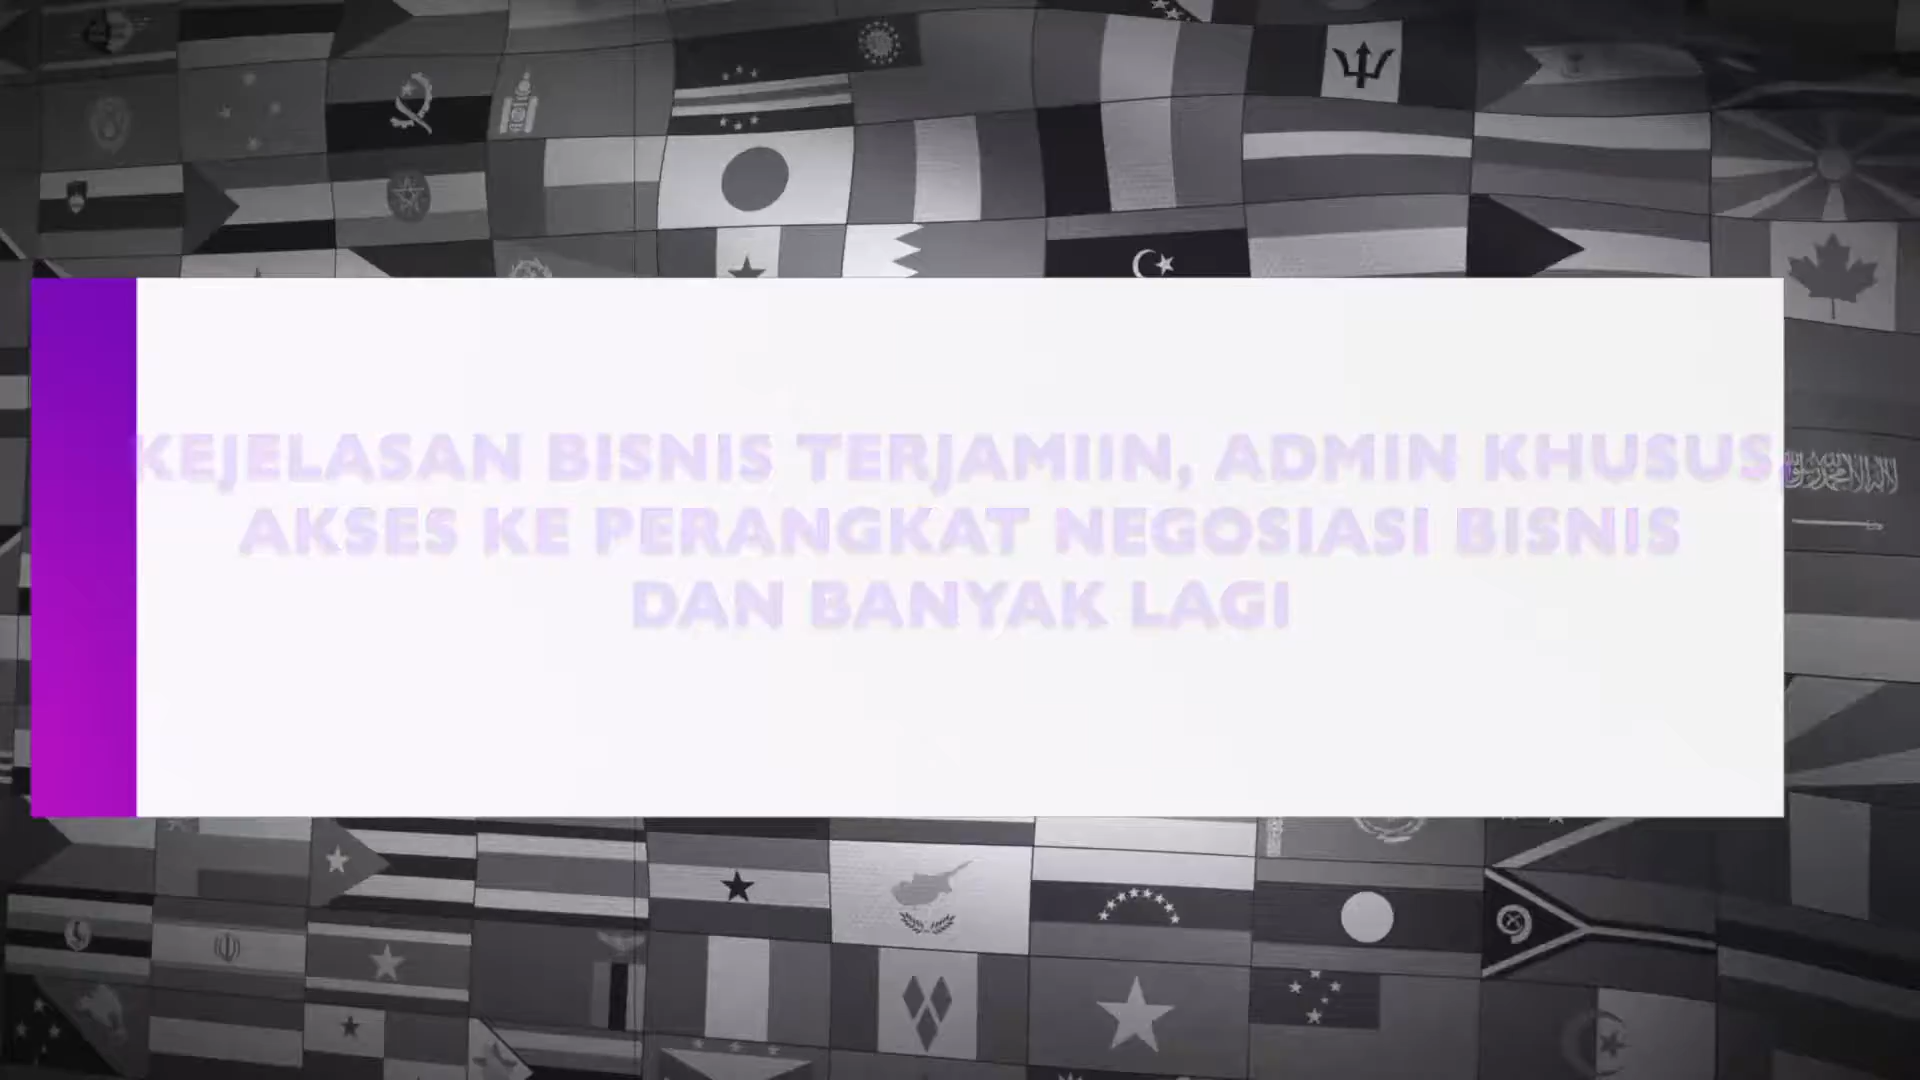 KEJELASAN BISNIS TERJAMIIN, ADMIN KHUSUS,
AKSES KE PERANGKAT NEGOSIASI BISNIS
DAN BANYAK LAGI